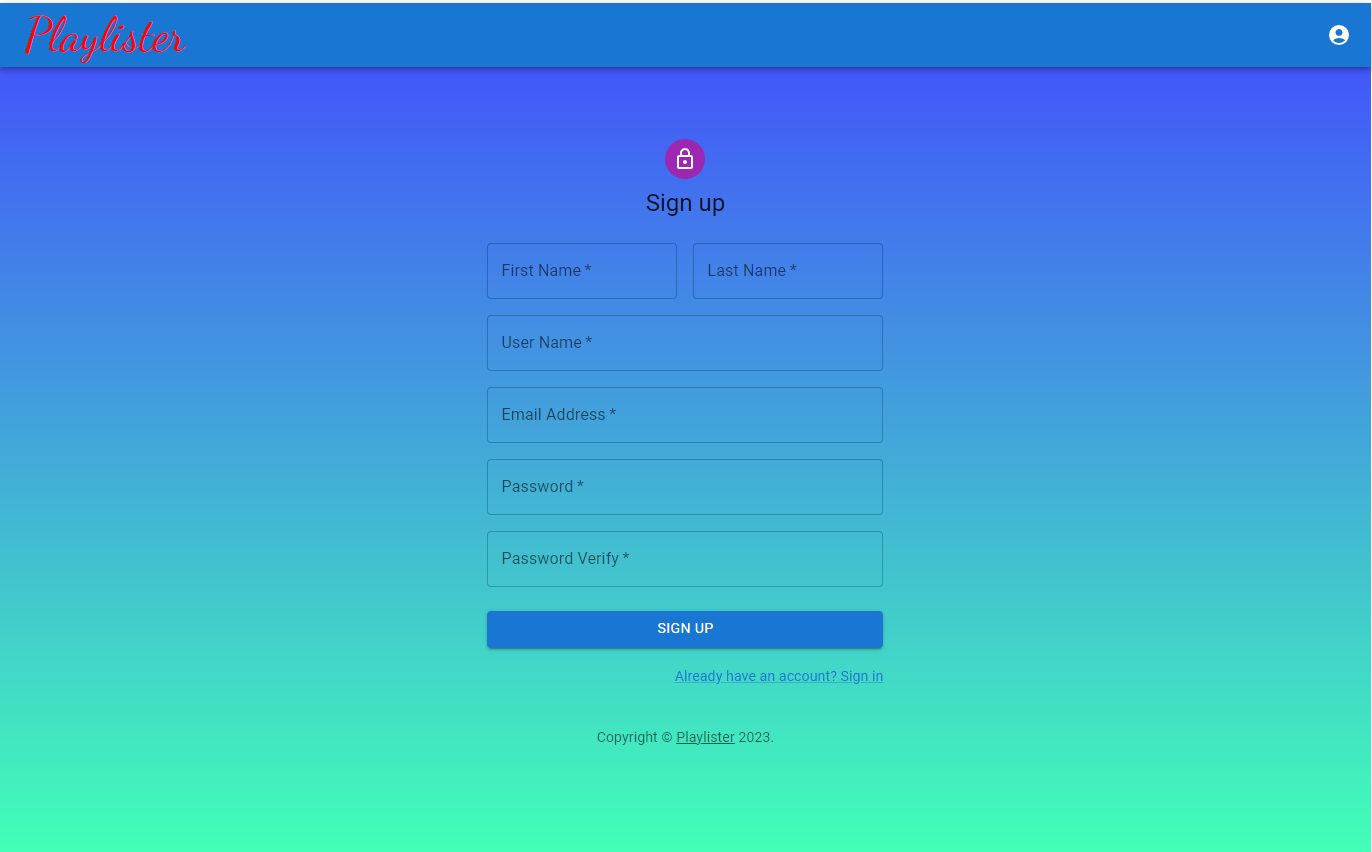 Playlister
Sign up
First Name *
Last Name *
User Name *
Email Address *
Password *
Password Verify *
SIGN UP
Already have an account? Sign in
Copyright © Playlister 2023.